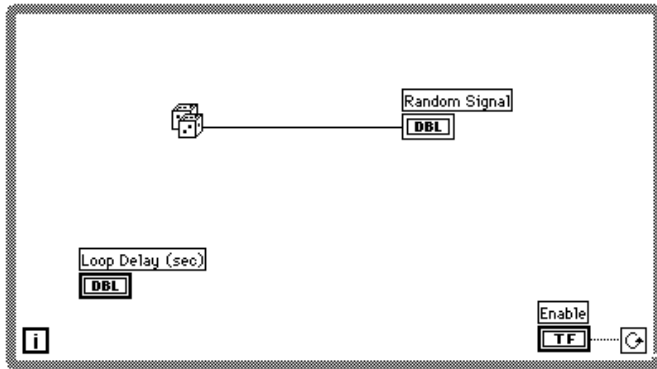 Random Signal
DBL
Loop Delay (sec)
DBL
Enable
TF
i